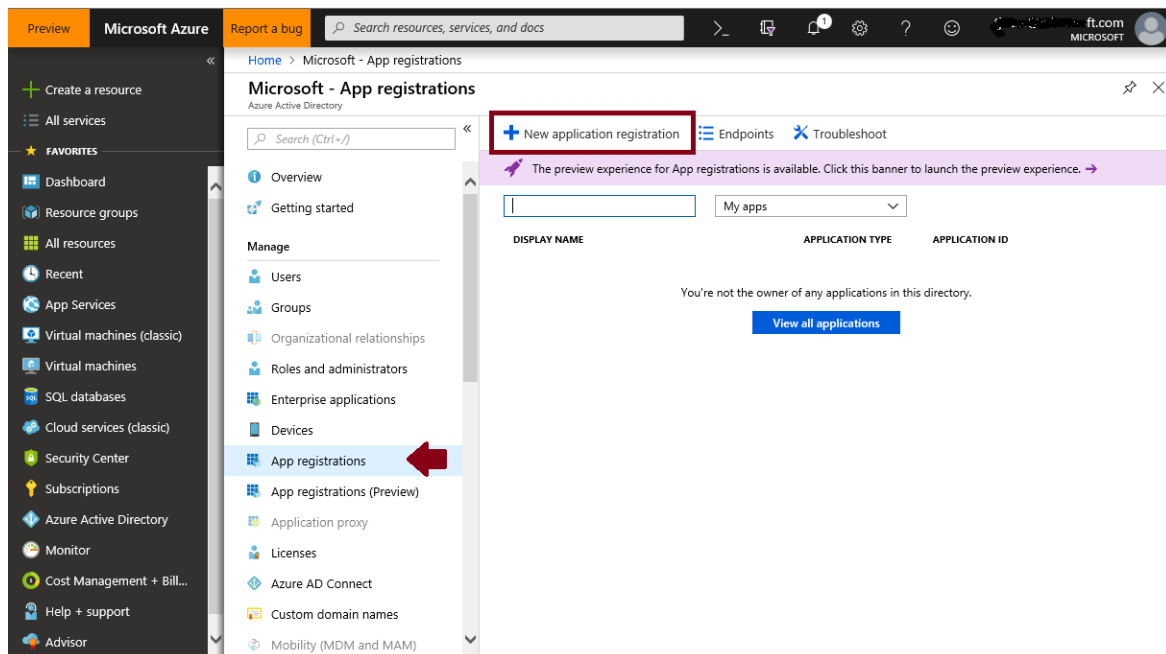 Preview
Microsoft Azure
Report a bug
Search resources, services, and docs
1
ft.com
MICROSOFT
Create a resource
All services
FAVORITES
Dashboard
Resource groups
All resources
Recent
App Services
Virtual machines (classic)
Virtual machines
SQL databases
Cloud services (classic)
Security Center
Subscriptions
Azure Active Directory
Monitor
Cost Management + Bill...
Help + support
Advisor
Home > Microsoft - App registrations
Microsoft - App registrations
Azure Active Directory
Search (Ctrl+/)
Overview
Getting started
Manage
Users
Groups
Organizational relationships
Roles and administrators
Enterprise applications
Devices
App registrations
App registrations (Preview)
Application proxy
Licenses
Azure AD Connect
Custom domain names
Mobility (MDM and MAM)
New application registration
Endpoints
Troubleshoot
The preview experience for App registrations is available. Click this banner to launch the preview experience. →
My apps
DISPLAY NAME APPLICATION TYPE APPLICATION ID
You're not the owner of any applications in this directory.
View all applications